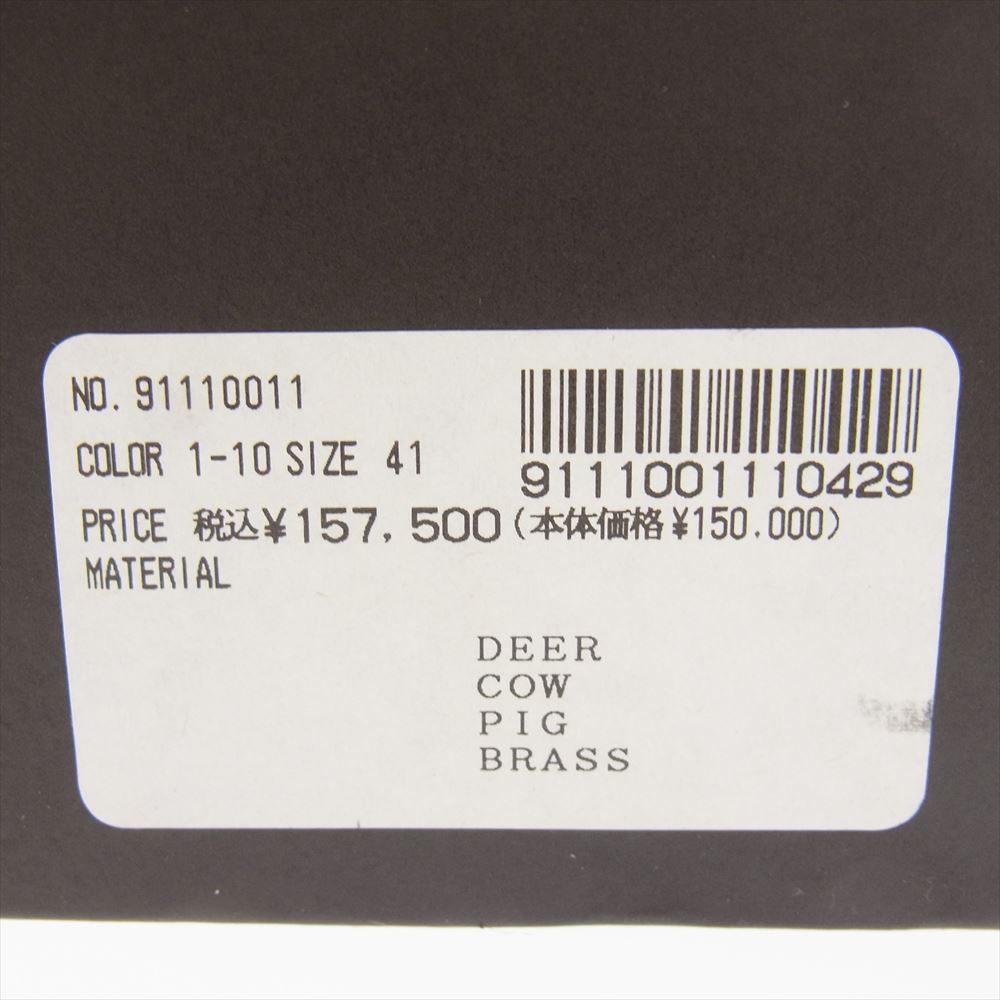 NO. 91110011
COLOR 1-10 SIZE 41
9111001110429
PRICE 税込¥157,500(本体価格¥150.000)
MATERIAL
DEER
COW
PIG
BRASS